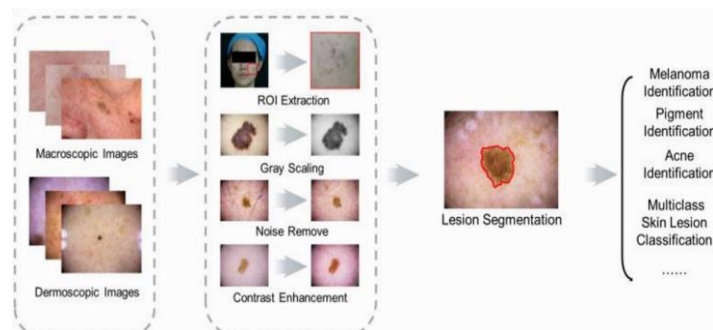 Macroscopic Images
Dermoscopic Images
ROI Extraction
Gray Scaling
Noise Remove
Contrast Enhancement
Lesion Segmentation
Melanoma
Identification
Pigment
Identification
Acne
Identification
Multiclass
Skin Lesion
Classification
......